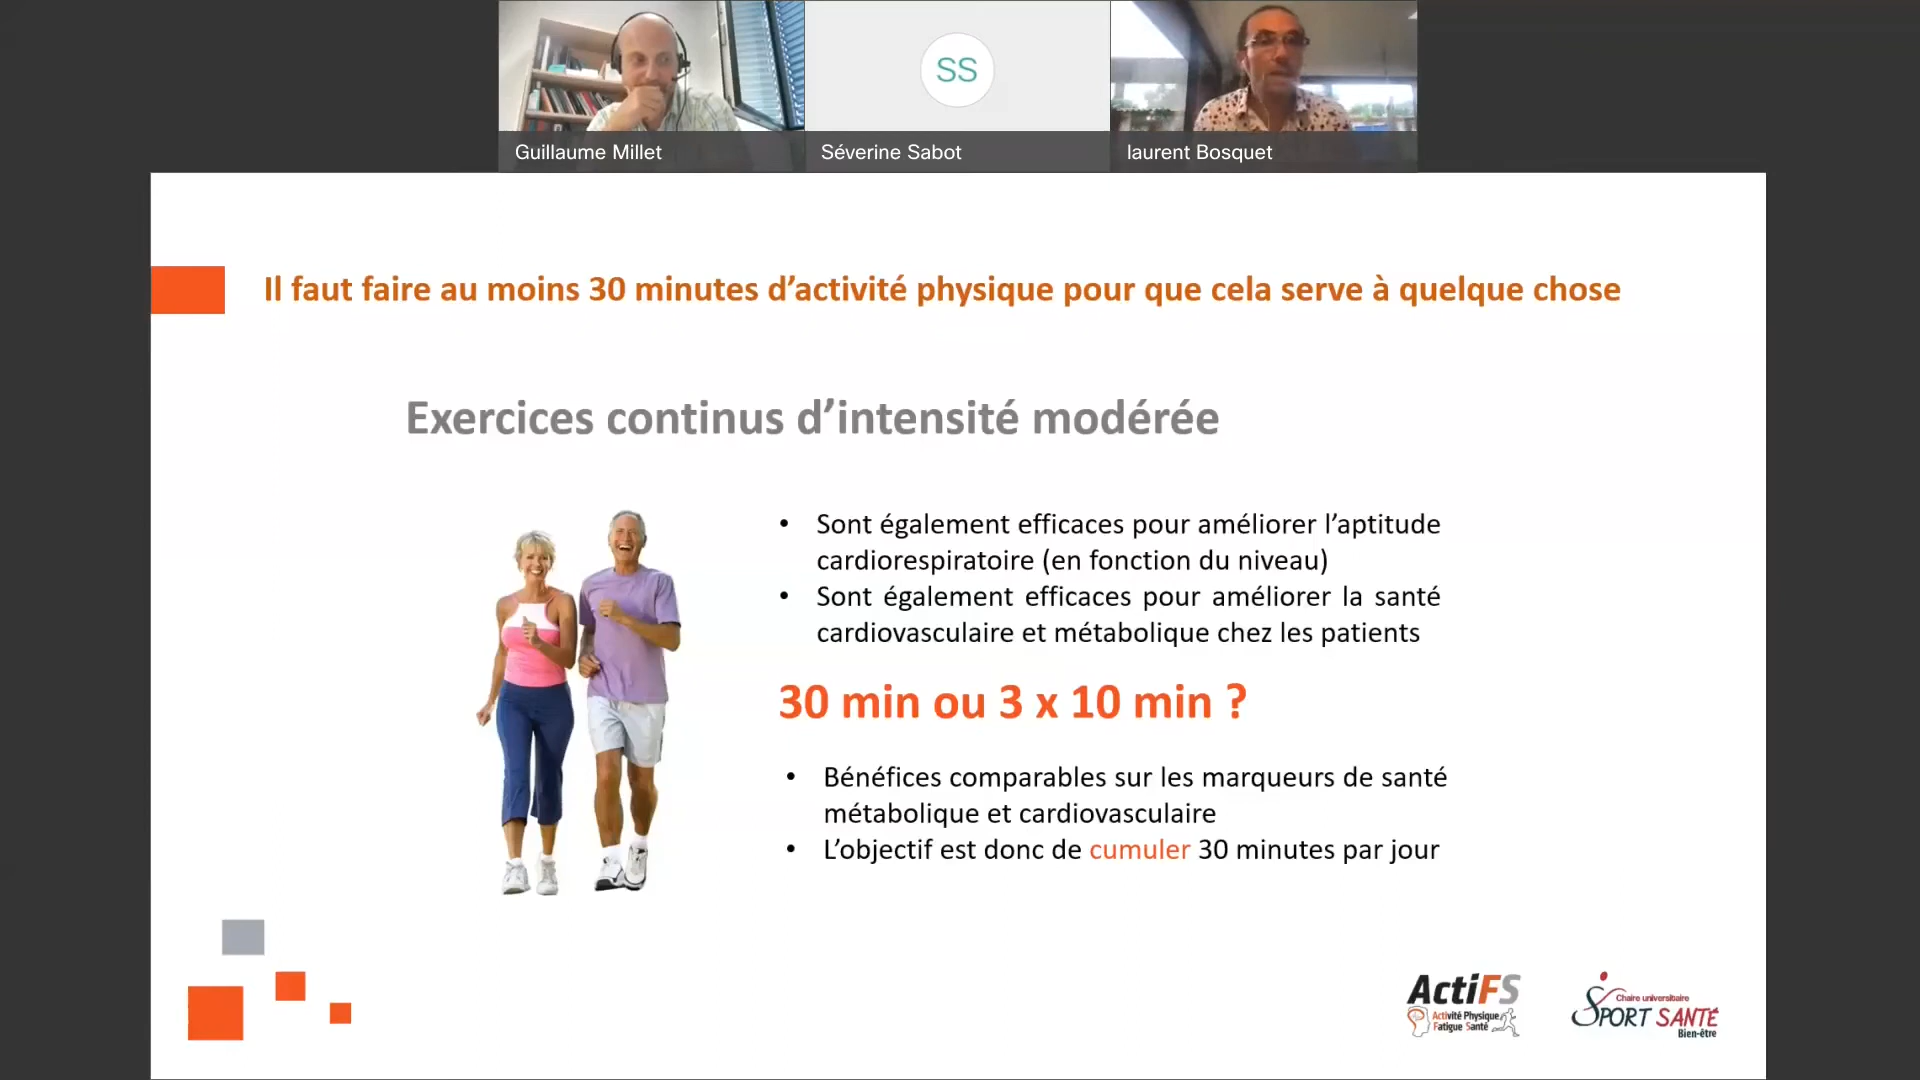 SS
Guillaume Millet
Séverine Sabot
laurent Bosquet
Il faut faire au moins 30 minutes d’activité physique pour que cela serve à quelque chose
Exercices continus d’intensité modérée
• Sont également efficaces pour améliorer l’aptitude
cardiorespiratoire (en fonction du niveau)
• Sont également efficaces pour améliorer la santé
cardiovasculaire et métabolique chez les patients
30 min ou 3 x 10 min ?
• Bénéfices comparables sur les marqueurs de santé
métabolique et cardiovasculaire
• L’objectif est donc de cumuler 30 minutes par jour
ActiFS
Activité Physique
Fatigue Santé
Chaire universitaire
SPORT SANTÉ
Bien-être